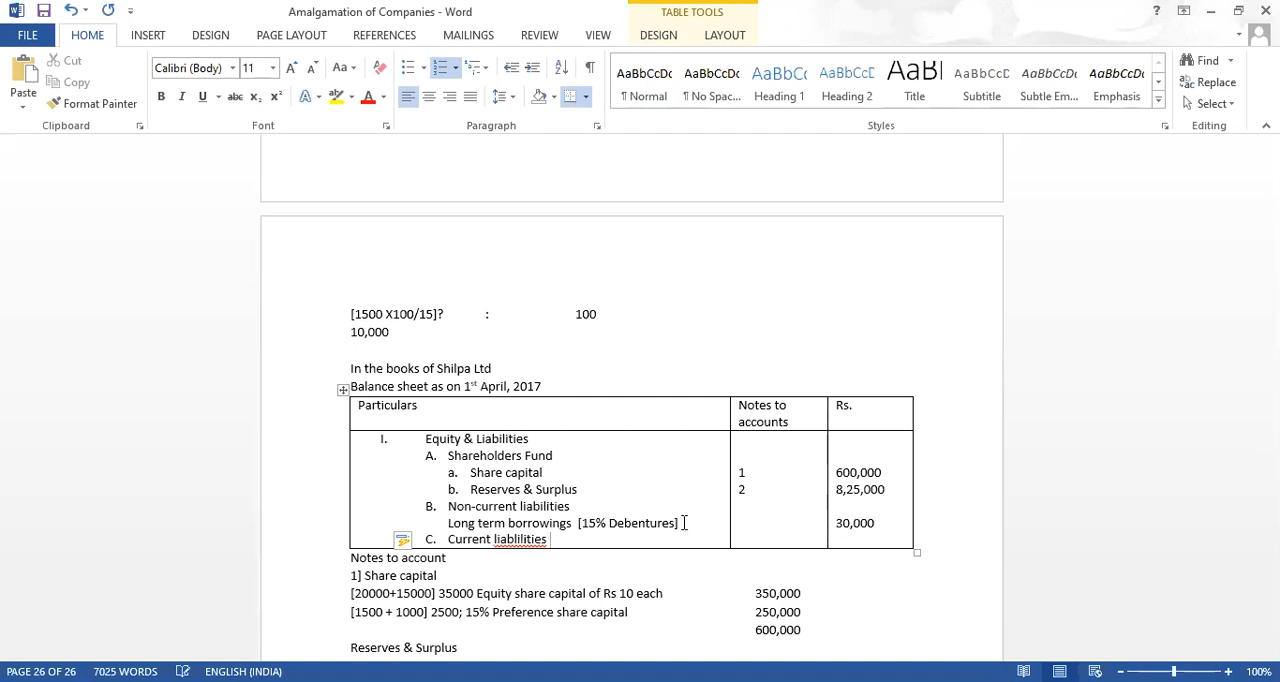 Amalgamation of Companies - Word
TABLE TOOLS
?
FILE HOME INSERT DESIGN PAGE LAYOUT REFERENCES MAILINGS REVIEW VIEW DESIGN LAYOUT
Paste
Cut
Copy
Format Painter
Clipboard
Calibri (Body) 11
B I U abc x₂ x²
Font
Paragraph
AaBbCcDc AaBbCcDc AaBbCc AaBbCcD AaBl AaBbCcD AaBbCcDc AaBbCcDc
¶ Normal ¶ No Spac... Heading 1 Heading 2 Title Subtitle Subtle Em... Emphasis
Styles
Find
Replace
Select
Editing
[1500 X100/15]? : 100
10,000
In the books of Shilpa Ltd
Balance sheet as on 1st April, 2017
Particulars Notes to accounts Rs.
I. Equity & Liabilities
A. Shareholders Fund
a. Share capital 1 600,000
b. Reserves & Surplus 2 8,25,000
B. Non-current liabilities
Long term borrowings [15% Debentures] 30,000
C. Current liablilities
Notes to account
1] Share capital
[20000+15000] 35000 Equity share capital of Rs 10 each 350,000
[1500 + 1000] 2500; 15% Preference share capital 250,000
600,000
Reserves & Surplus
PAGE 26 OF 26 7025 WORDS ENGLISH (INDIA) 100%